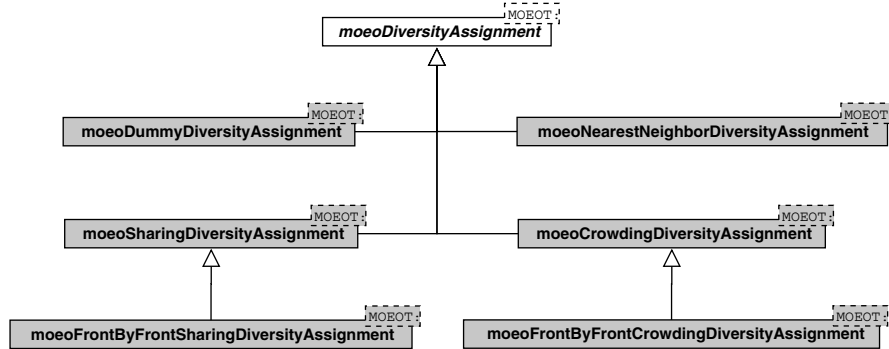 MOEOT:
moeoDiversityAssignment
MOEOT:
moeoDummyDiversityAssignment
MOEOT
moeoNearestNeighborDiversityAssignment
MOEOT:
moeoSharingDiversityAssignment
MOEOT:
moeoCrowdingDiversityAssignment
MOEOT:
moeoFrontByFrontSharingDiversityAssignment
MOEOT:
moeoFrontByFrontCrowdingDiversityAssignment